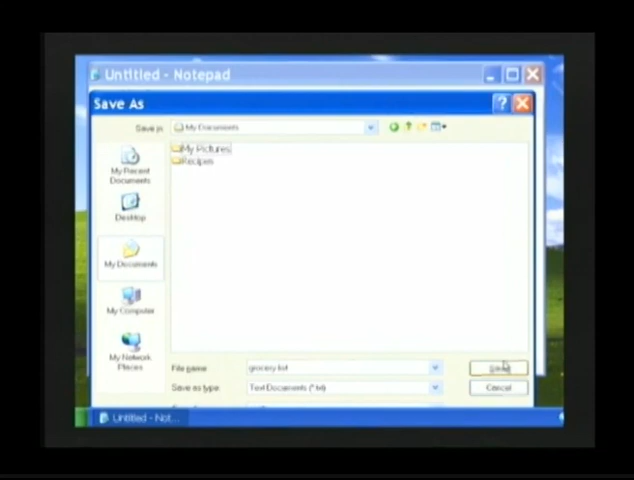 Untitled - Notepad
Save As
Save in:
My Documents
My Pictures
Recipes
My Recent
Documents
Desktop
My Documents
My Computer
My Network
Places
File name
grocery list
Save
Save as type:
Text Documents (*.txt)
Cancel
Untitled - Not...